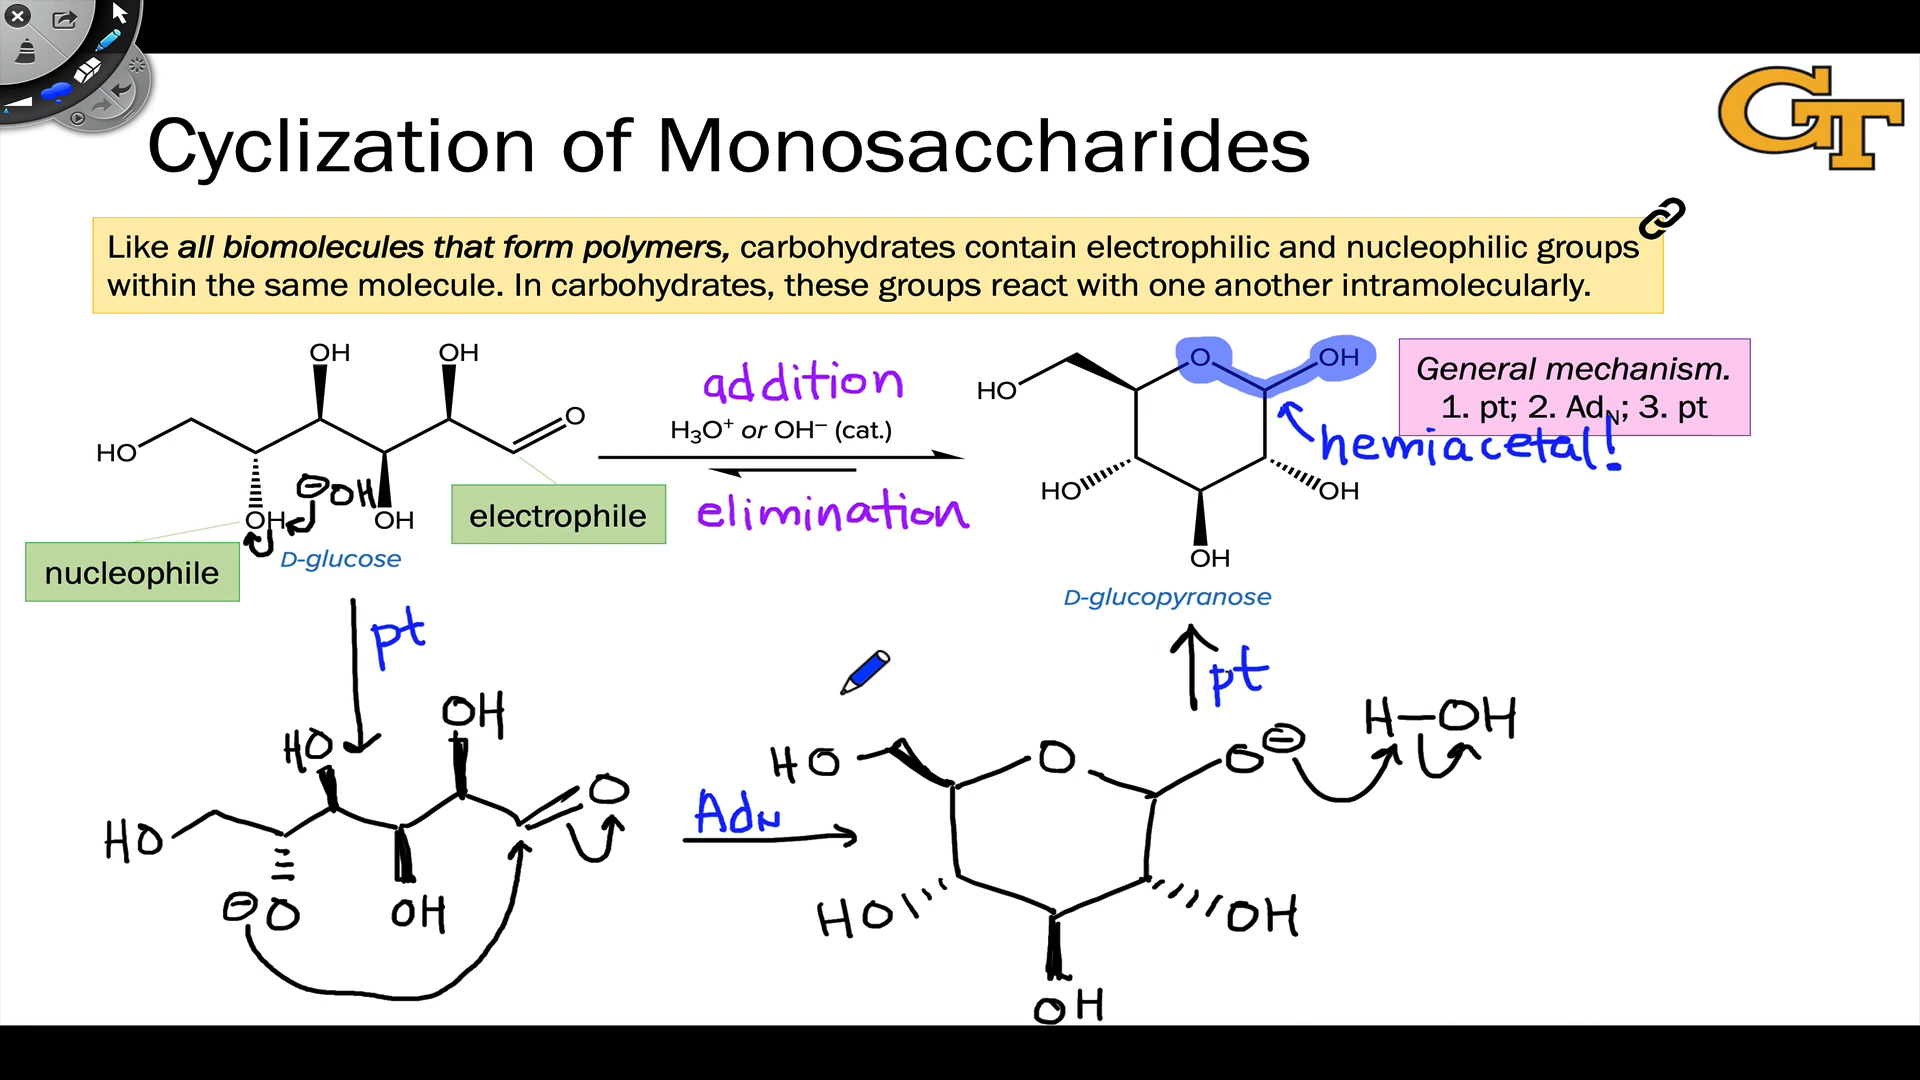 GT
Cyclization of Monosaccharides
Like all biomolecules that form polymers, carbohydrates contain electrophilic and nucleophilic groups
within the same molecule. In carbohydrates, these groups react with one another intramolecularly.
OH OH
O
HO
OH
OH
⊖OH
nucleophile
electrophile
D-glucose
addition
H₃O⁺ or OH⁻ (cat.)
elimination
O OH
HO
HO OH
OH
D-glucopyranose
hemiacetal!
General mechanism.
1. pt; 2. Ad_N; 3. pt
pt
HO OH
O
HO
⊖O OH
Ad_N
pt
HO O O⊖ H–OH
HO OH
OH